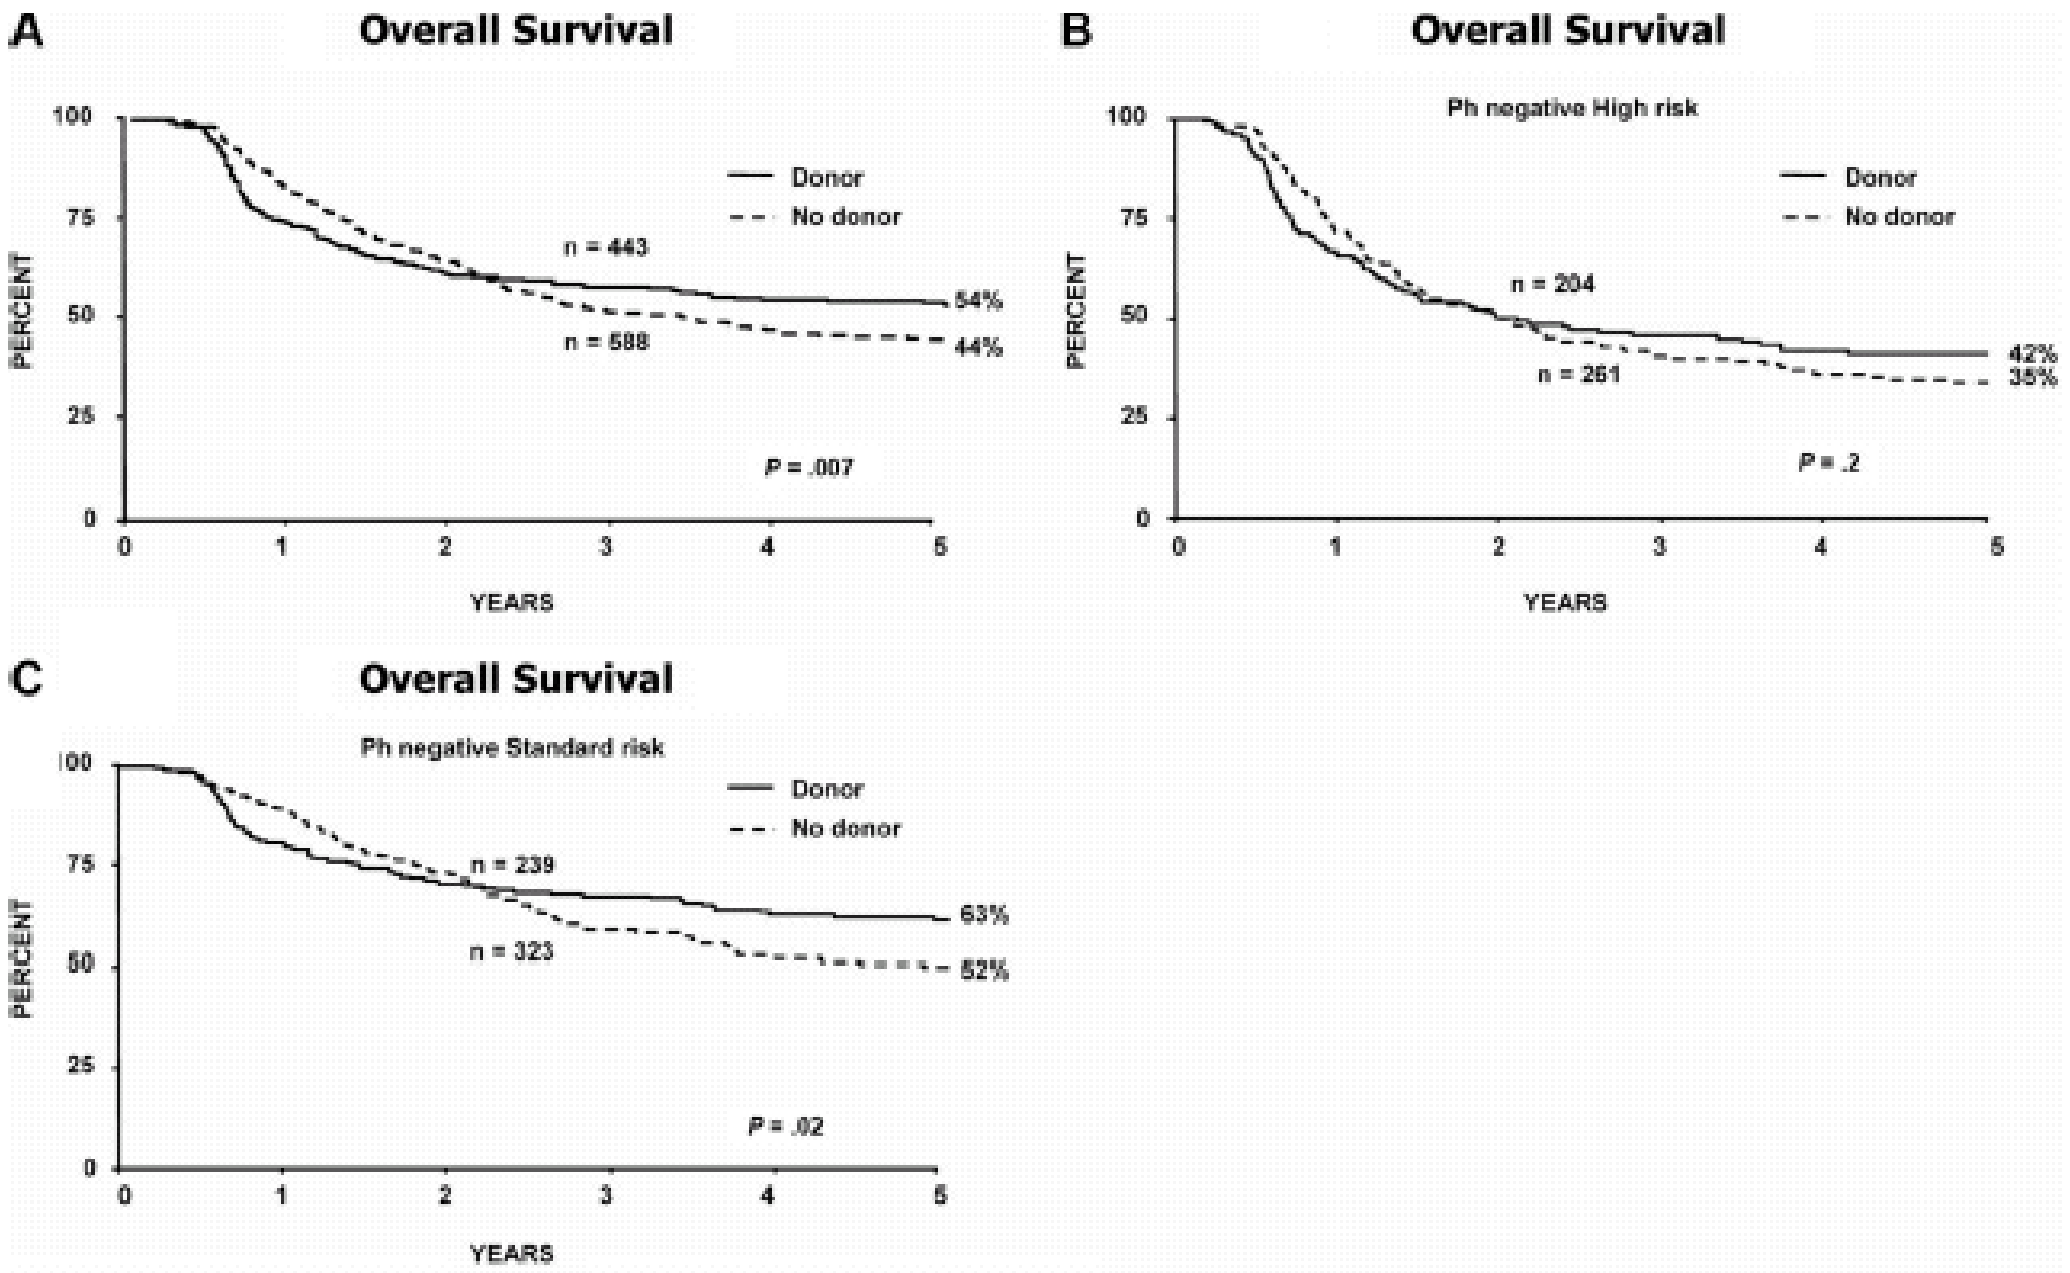 A
Overall Survival
100
75
50
25
0
PERCENT
Donor
No donor
n = 443
n = 588
54%
44%
P = .007
0 1 2 3 4 5
YEARS
B
Overall Survival
Ph negative High risk
100
75
50
25
0
PERCENT
Donor
No donor
n = 204
n = 261
42%
P = .2
0 1 2 3 4 5
YEARS
C
Overall Survival
Ph negative Standard risk
100
75
50
25
0
PERCENT
Donor
No donor
n = 239
n = 323
63%
52%
P = .02
0 1 2 3 4 5
YEARS